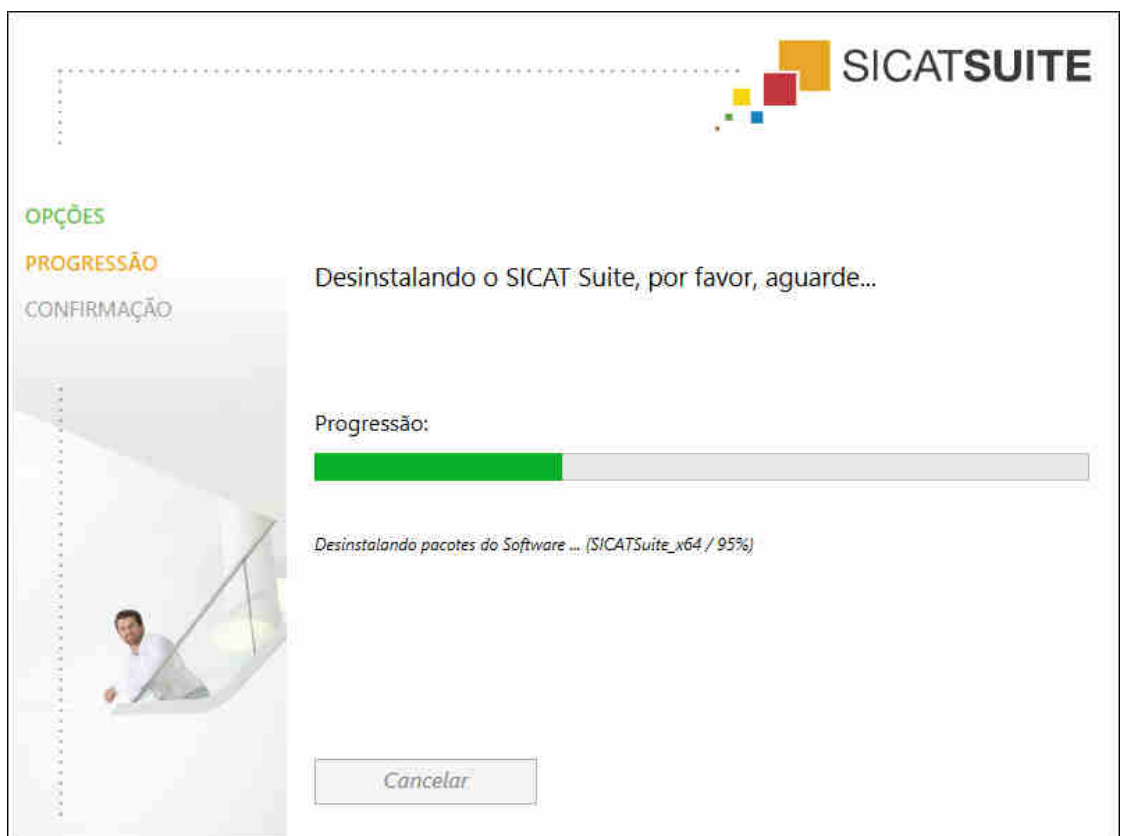 SICATSUITE
OPÇÕES
PROGRESSÃO
CONFIRMAÇÃO
Desinstalando o SICAT Suite, por favor, aguarde...
Progressão:
Desinstalando pacotes do Software ... (SICATSuite_x64 / 95%)
Cancelar